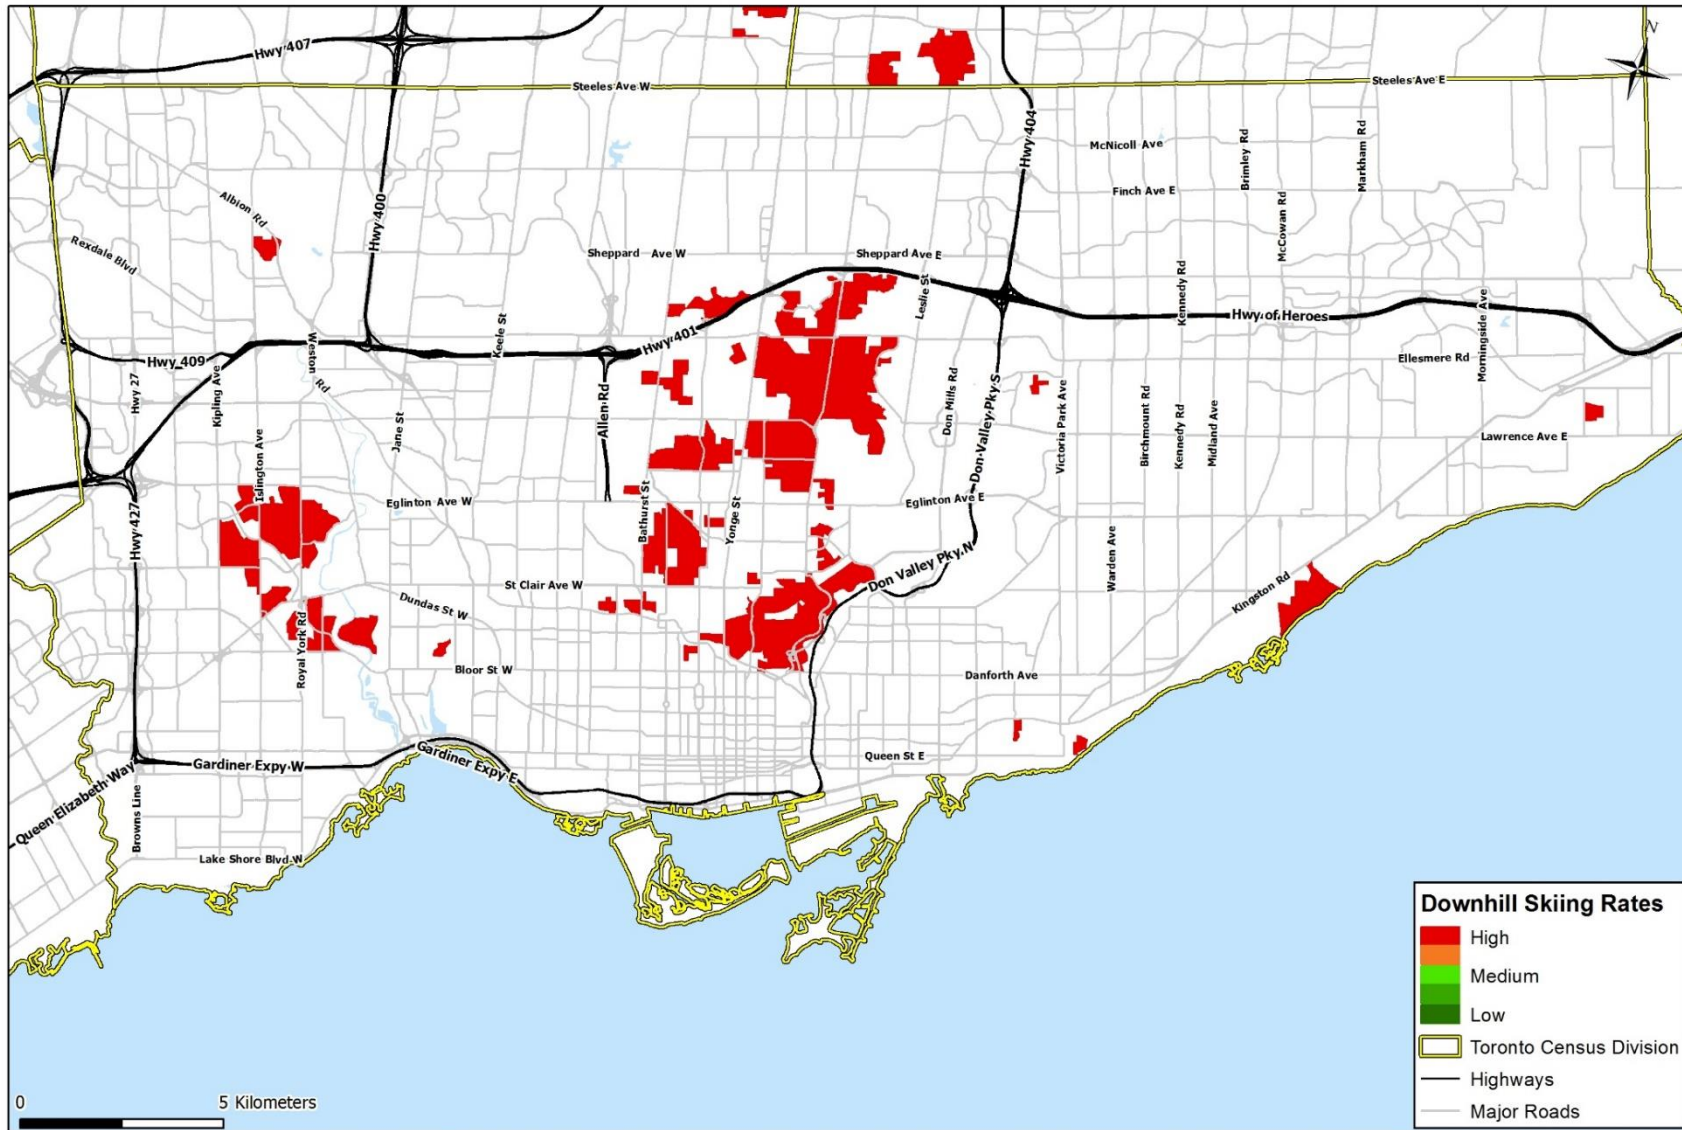 N
Hwy 407
Steeles Ave W
Steeles Ave E
Hwy 404
McNicoll Ave
Brimley Rd
Markham Rd
Finch Ave E
Albion Rd
Hwy 400
McCowan Rd
Rexdale Blvd
Sheppard Ave W
Sheppard Ave E
Leslie St
Kennedy Rd
Hwy of Heroes
Morningside Ave
Keele St
Hwy 401
Weston Rd
Hwy 409
Ellesmere Rd
Hwy 27
Kipling Ave
Allen Rd
Don Mills Rd
Don Valley Pky S
Victoria Park Ave
Birchmount Rd
Kennedy Rd
Midland Ave
Jane St
Lawrence Ave E
Islington Ave
Eglinton Ave W
Bathurst St
Yonge St
Eglinton Ave E
Hwy 427
Warden Ave
Don Valley Pky N
St Clair Ave W
Dundas St W
Kingston Rd
Royal York Rd
Bloor St W
Danforth Ave
Queen St E
Gardiner Expy W
Gardiner Expy E
Queen Elizabeth Way
Browns Line
Lake Shore Blvd W
Downhill Skiing Rates
High
Medium
Low
Toronto Census Division
Highways
Major Roads
0 5 Kilometers